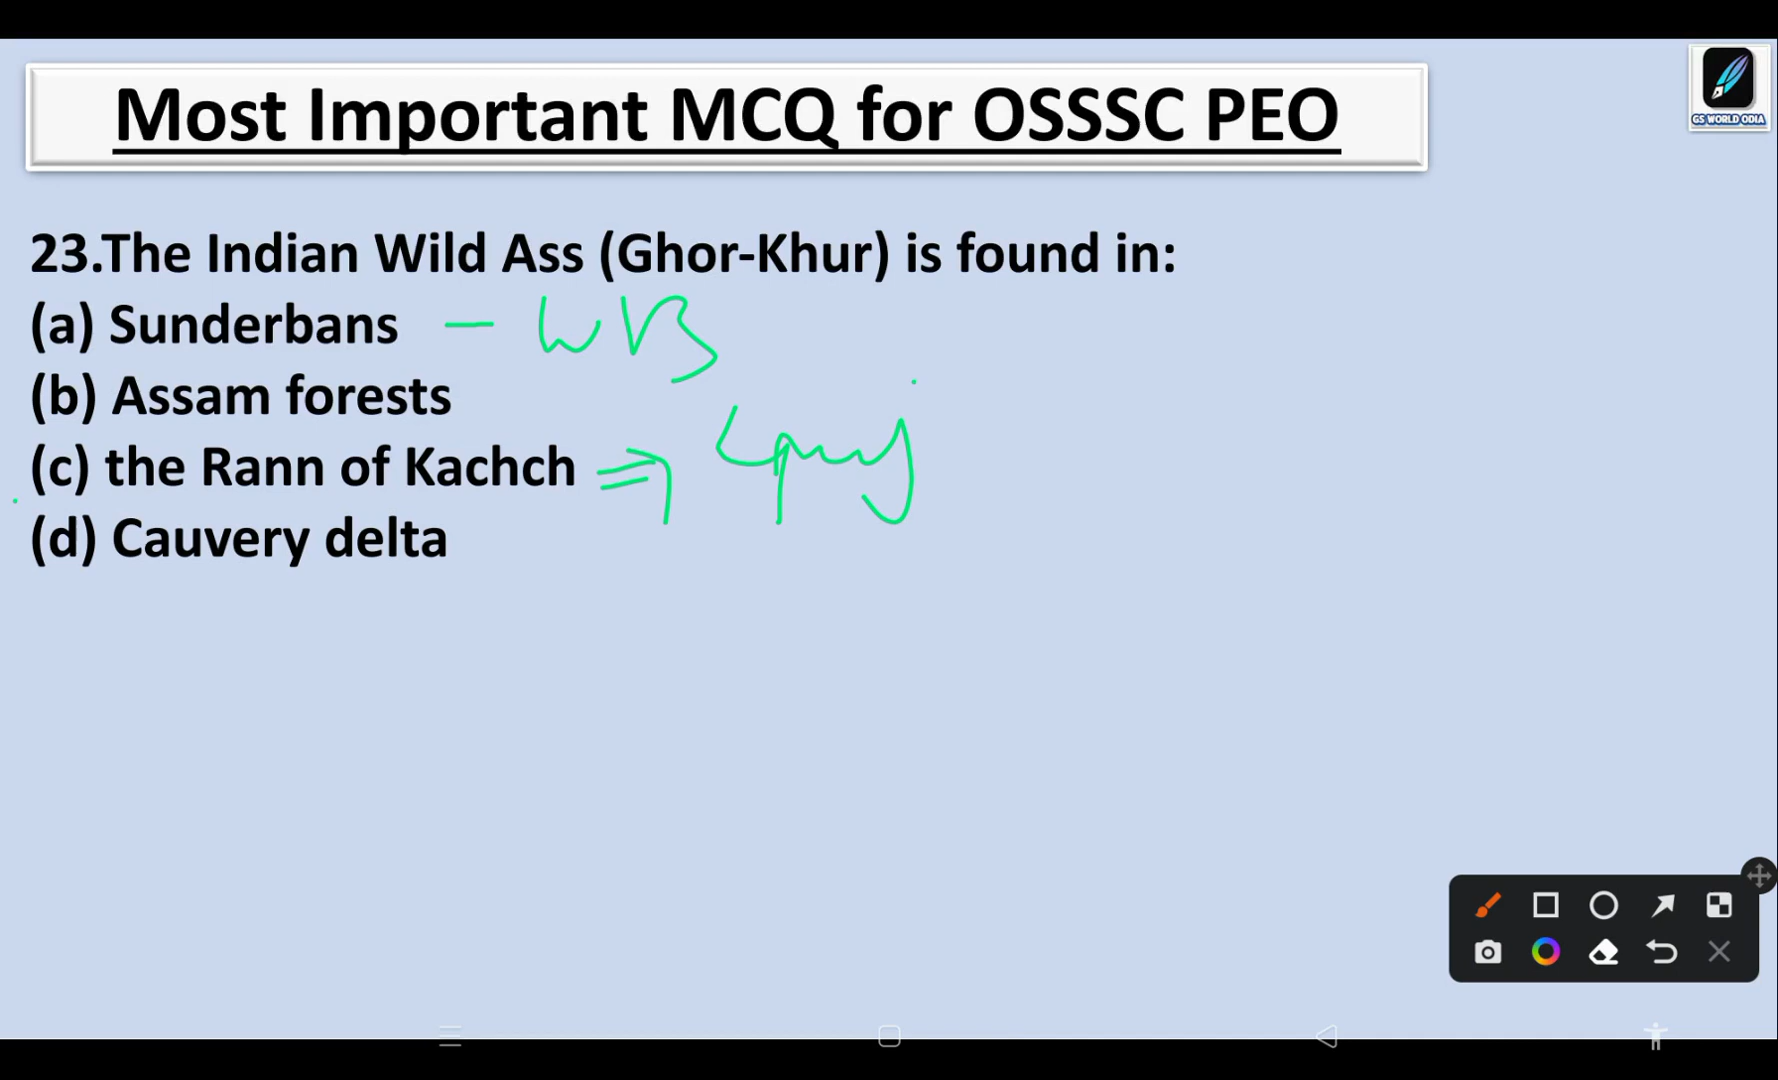 Most Important MCQ for OSSSC PEO
GS WORLD ODIA
23.The Indian Wild Ass (Ghor-Khur) is found in:
(a) Sunderbans – WB
(b) Assam forests
(c) the Rann of Kachch ⇒
(d) Cauvery delta